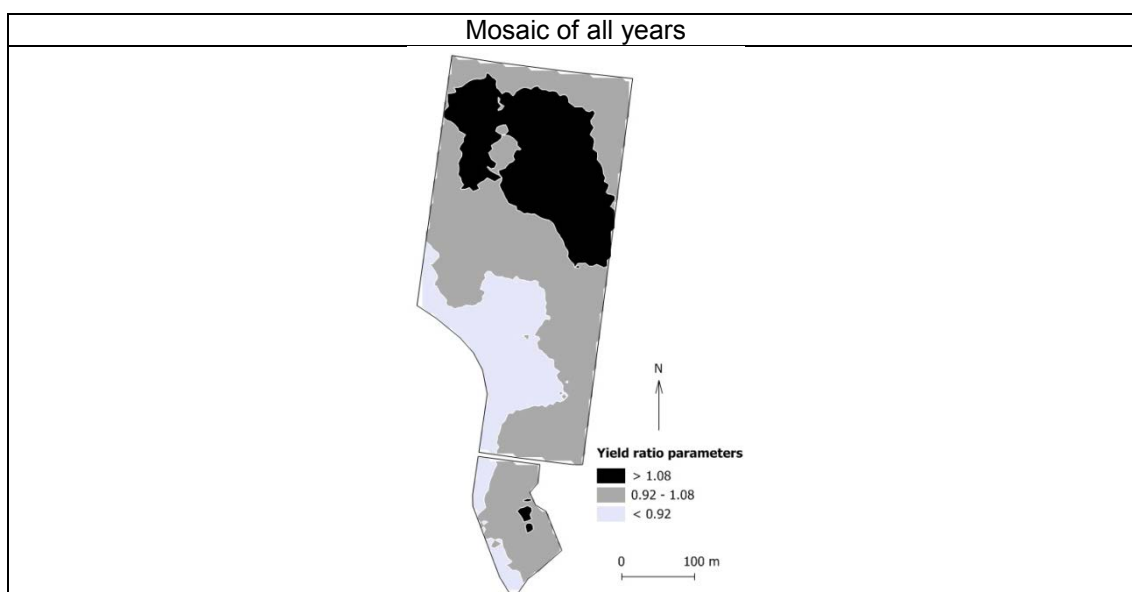 Mosaic of all years
N
Yield ratio parameters
> 1.08
0.92 - 1.08
< 0.92
0 100 m